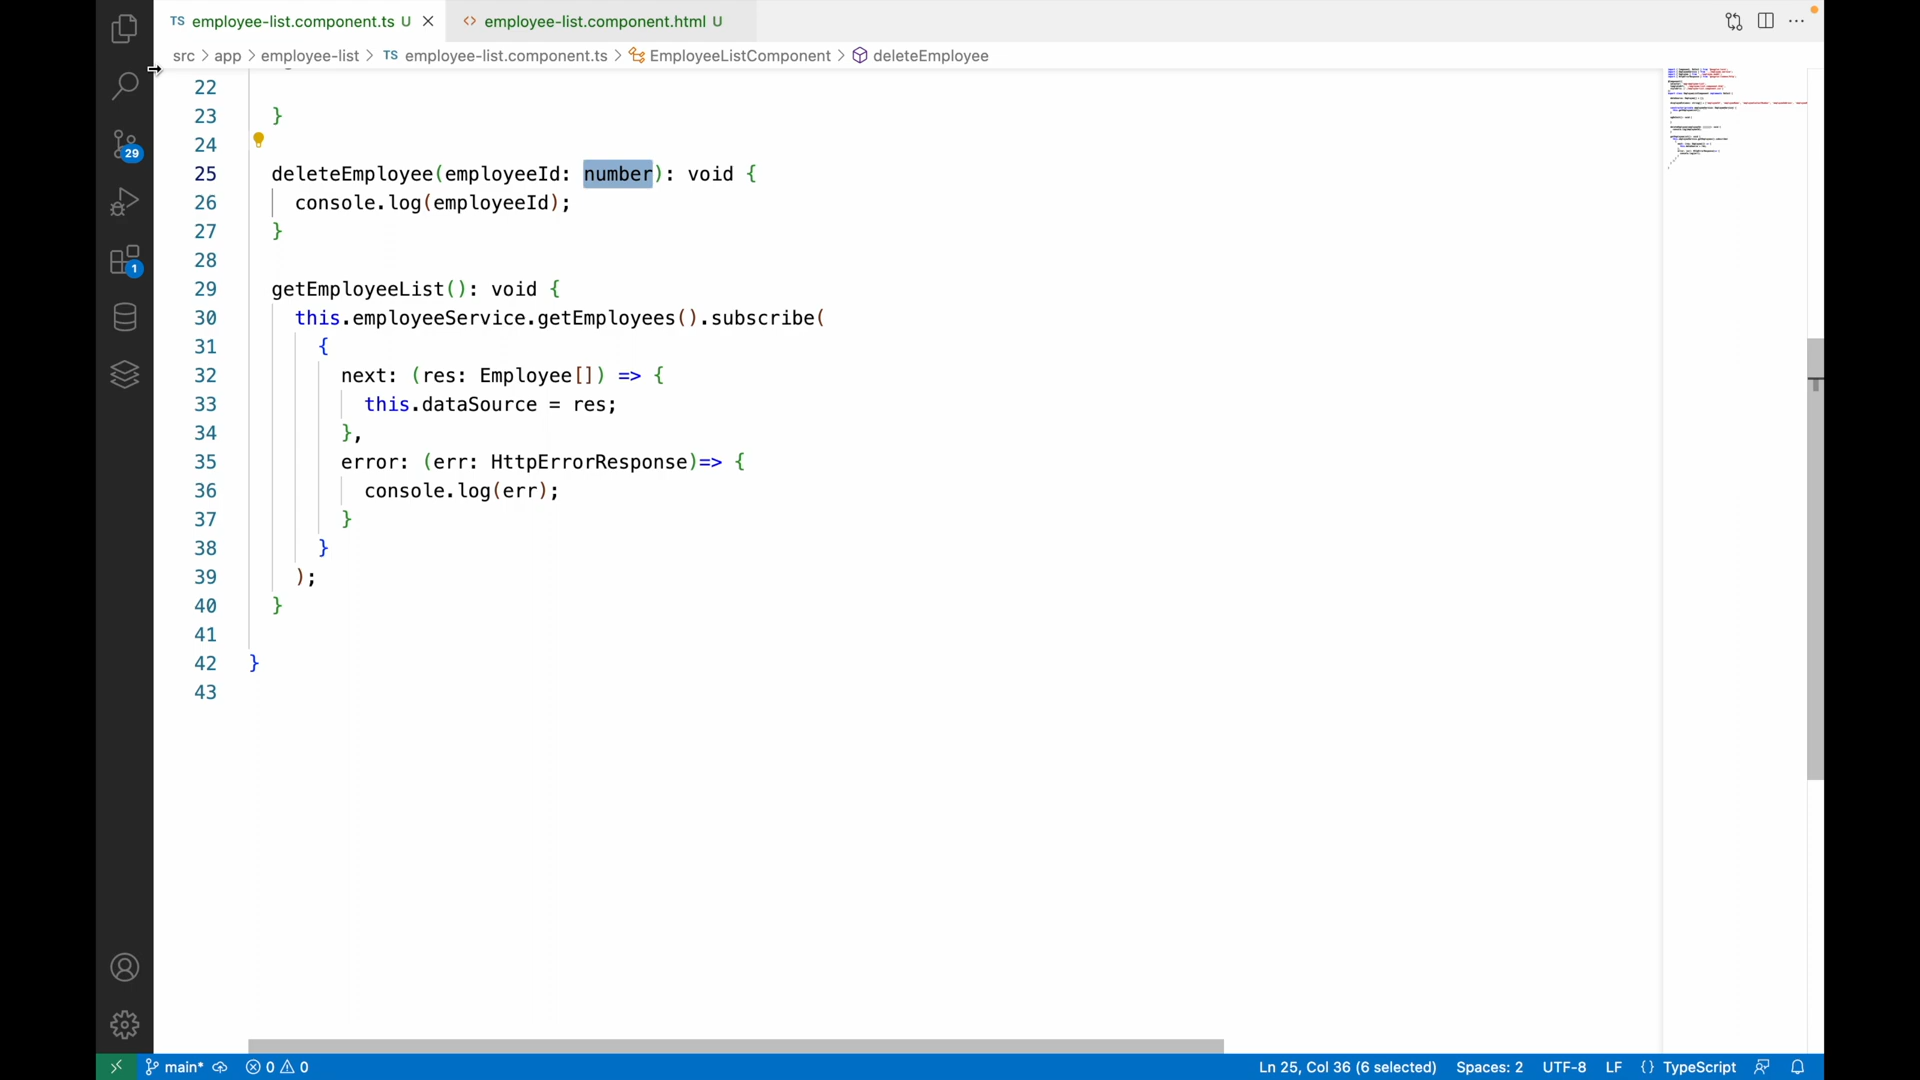 TS employee-list.component.ts U
<> employee-list.component.html U
src > app > employee-list > TS employee-list.component.ts > EmployeeListComponent > deleteEmployee
22
23 }
24
25 deleteEmployee(employeeId: number): void {
26 console.log(employeeId);
27 }
28
29 getEmployeeList(): void {
30 this.employeeService.getEmployees().subscribe(
31 {
32 next: (res: Employee[]) => {
33 this.dataSource = res;
34 },
35 error: (err: HttpErrorResponse)=> {
36 console.log(err);
37 }
38 }
39 );
40 }
41
42 }
43
29
1
main* 0 0
Ln 25, Col 36 (6 selected) Spaces: 2 UTF-8 LF {} TypeScript